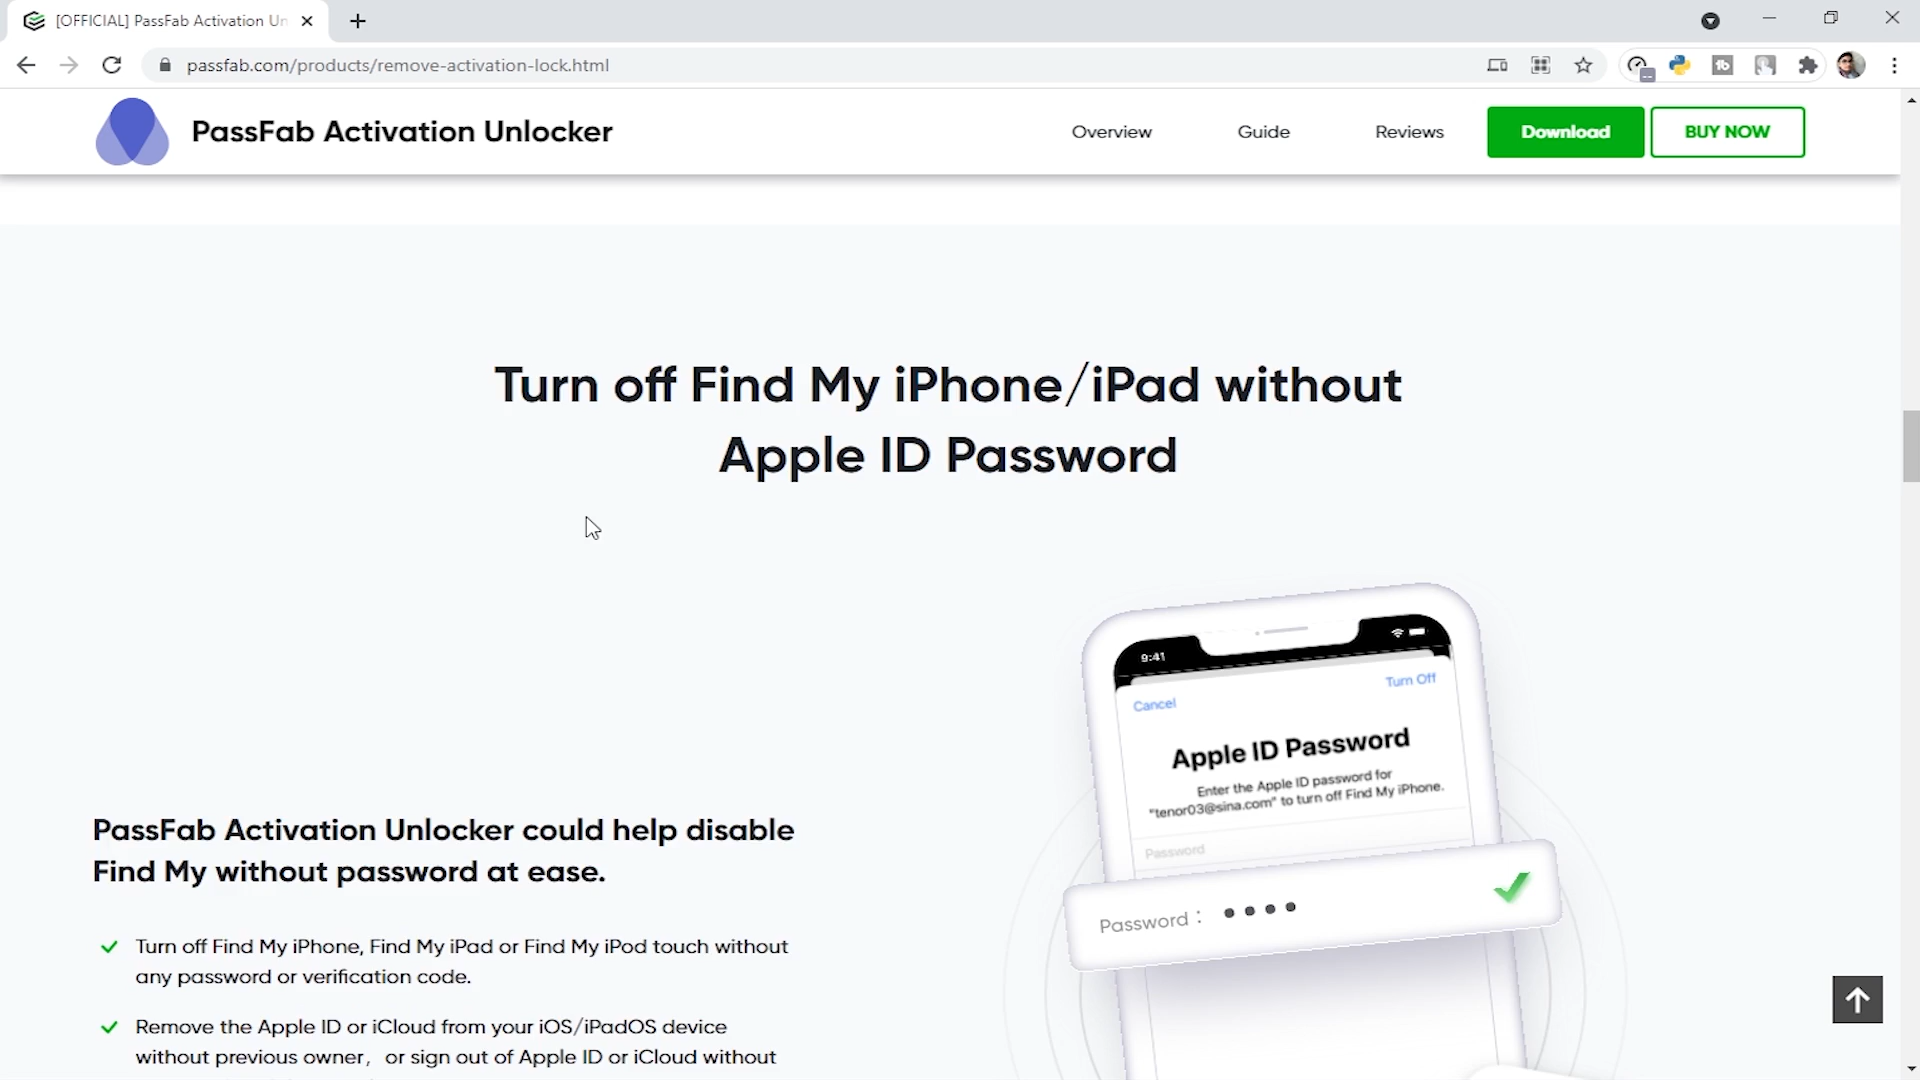 [OFFICIAL] PassFab Activation Un
passfab.com/products/remove-activation-lock.html
PassFab Activation Unlocker
Overview
Guide
Reviews
Download
BUY NOW
Turn off Find My iPhone/iPad without
Apple ID Password
9:41
Cancel
Turn Off
Apple ID Password
Enter the Apple ID password for
"tenor03@sina.com" to turn off Find My iPhone.
Password
Password :
PassFab Activation Unlocker could help disable
Find My without password at ease.
Turn off Find My iPhone, Find My iPad or Find My iPod touch without
any password or verification code.
Remove the Apple ID or iCloud from your iOS/iPadOS device
without previous owner, or sign out of Apple ID or iCloud without